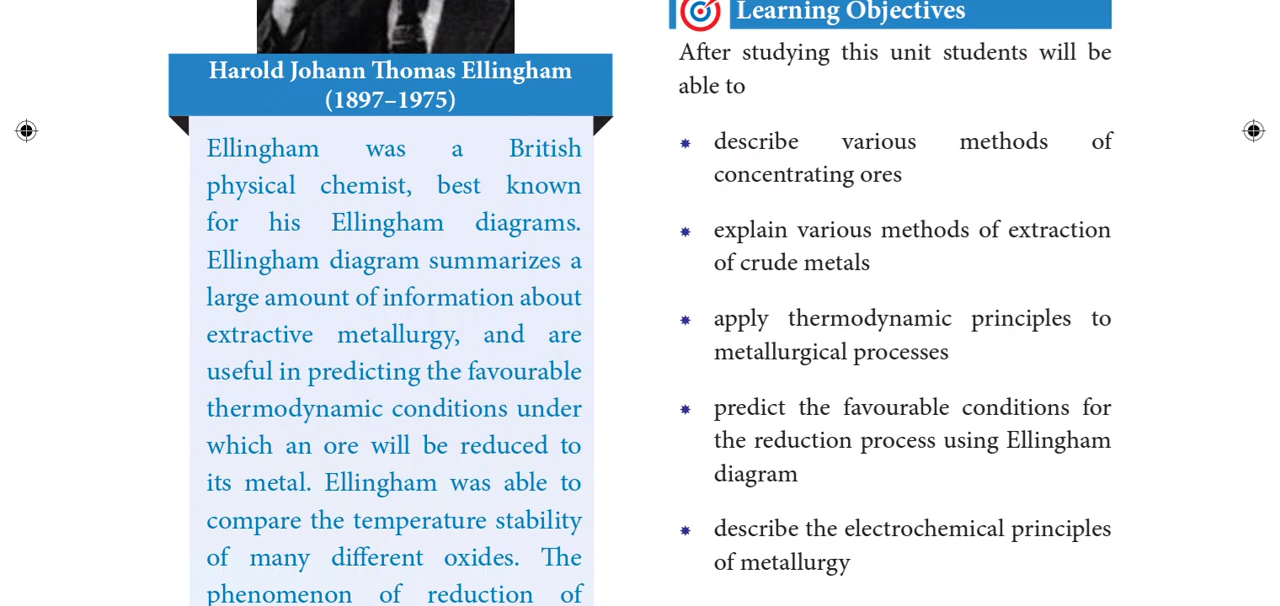 Harold Johann Thomas Ellingham
(1897–1975)
Ellingham was a British
physical chemist, best known
for his Ellingham diagrams.
Ellingham diagram summarizes a
large amount of information about
extractive metallurgy, and are
useful in predicting the favourable
thermodynamic conditions under
which an ore will be reduced to
its metal. Ellingham was able to
compare the temperature stability
of many different oxides. The
phenomenon of reduction of
Learning Objectives
After studying this unit students will be
able to
describe various methods of
concentrating ores
explain various methods of extraction
of crude metals
apply thermodynamic principles to
metallurgical processes
predict the favourable conditions for
the reduction process using Ellingham
diagram
describe the electrochemical principles
of metallurgy